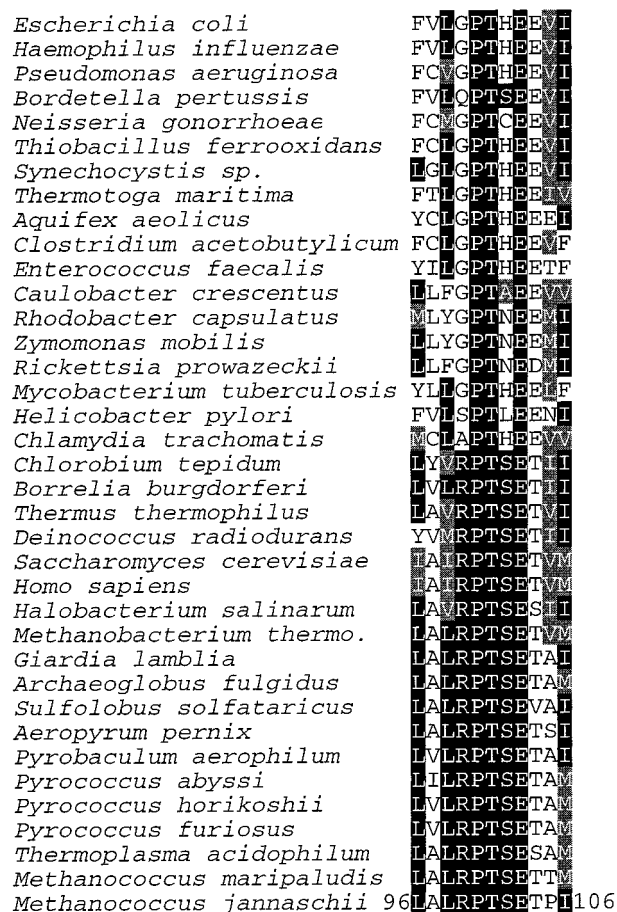 Escherichia coli FVLGPTHEEVI
Haemophilus influenzae FVLGPTHEEVI
Pseudomonas aeruginosa FCVGPTHEEVI
Bordetella pertussis FVLQPTSEEVI
Neisseria gonorrhoeae FCMGPTCEEVI
Thiobacillus ferrooxidans FCLGPTHEEVI
Synechocystis sp. LGLGPTHEEVI
Thermotoga maritima FTLGPTHEEIV
Aquifex aeolicus YCLGPTHEEEI
Clostridium acetobutylicum FCLGPTHEEVF
Enterococcus faecalis YILGPTHEETF
Caulobacter crescentus LLFGPTAEEVV
Rhodobacter capsulatus MLYGPTNEEMI
Zymomonas mobilis LLYGPTNEEMI
Rickettsia prowazeckii LLFGPTNEDMI
Mycobacterium tuberculosis YLLGPTHEELF
Helicobacter pylori FVLSPTLEENI
Chlamydia trachomatis MCLAPTHEEVV
Chlorobium tepidum LYVRPTSETII
Borrelia burgdorferi LVLRPTSETII
Thermus thermophilus LAVRPTSETVI
Deinococcus radiodurans YVMRPTSETII
Saccharomyces cerevisiae IAIRPTSETVM
Homo sapiens IAIRPTSETVM
Halobacterium salinarum LAVRPTSESII
Methanobacterium thermo. LALRPTSETVM
Giardia lamblia LALRPTSETAI
Archaeoglobus fulgidus LALRPTSETAM
Sulfolobus solfataricus LALRPTSEVAI
Aeropyrum pernix LALRPTSETSI
Pyrobaculum aerophilum LVLRPTSETAI
Pyrococcus abyssi LILRPTSETAM
Pyrococcus horikoshii LVLRPTSETAM
Pyrococcus furiosus LVLRPTSETAM
Thermoplasma acidophilum LALRPTSESAM
Methanococcus maripaludis LALRPTSETTM
Methanococcus jannaschii 96 LALRPTSETPI 106